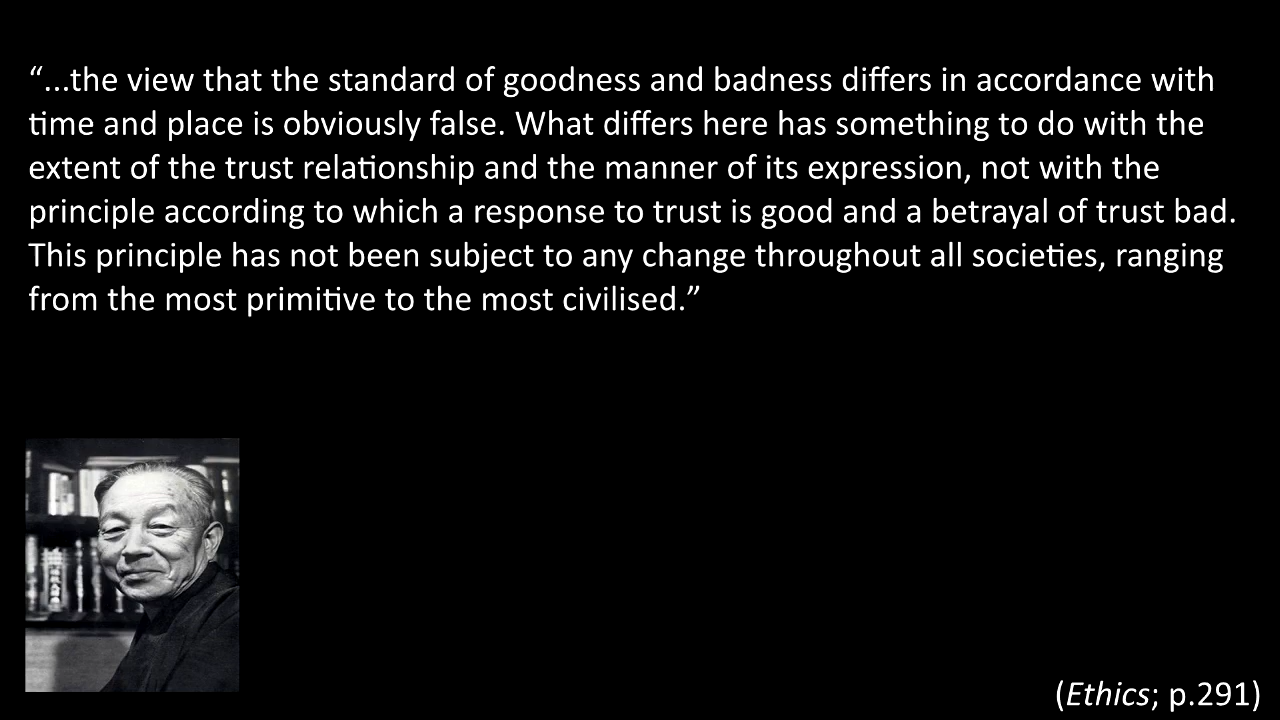 “...the view that the standard of goodness and badness differs in accordance with
time and place is obviously false. What differs here has something to do with the
extent of the trust relationship and the manner of its expression, not with the
principle according to which a response to trust is good and a betrayal of trust bad.
This principle has not been subject to any change throughout all societies, ranging
from the most primitive to the most civilised.”
(Ethics; p.291)